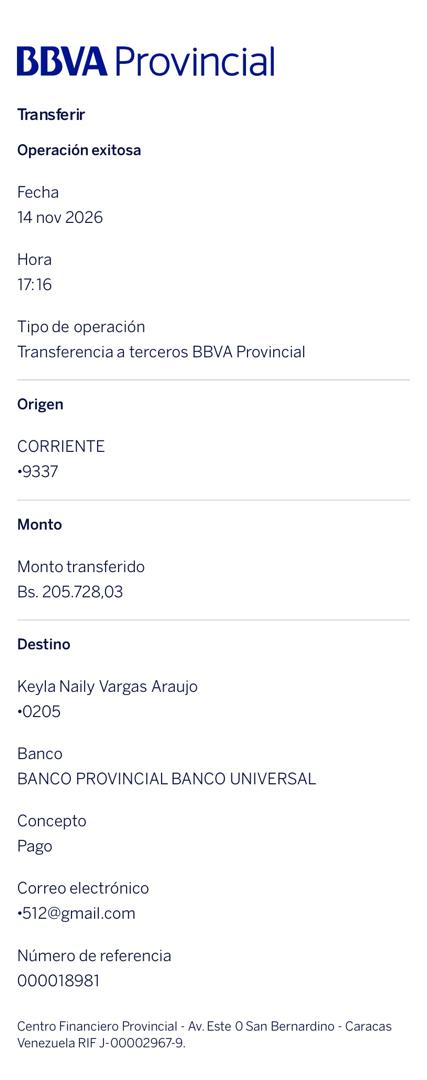 BBVA Provincial
Transferir
Operación exitosa
Fecha
14 nov 2026
Hora
17:16
Tipo de operación
Transferencia a terceros BBVA Provincial
Origen
CORRIENTE
•9337
Monto
Monto transferido
Bs. 205.728,03
Destino
Keyla Naily Vargas Araujo
•0205
Banco
BANCO PROVINCIAL BANCO UNIVERSAL
Concepto
Pago
Correo electrónico
•512@gmail.com
Número de referencia
000018981
Centro Financiero Provincial - Av. Este 0 San Bernardino - Caracas
Venezuela RIF J-00002967-9.